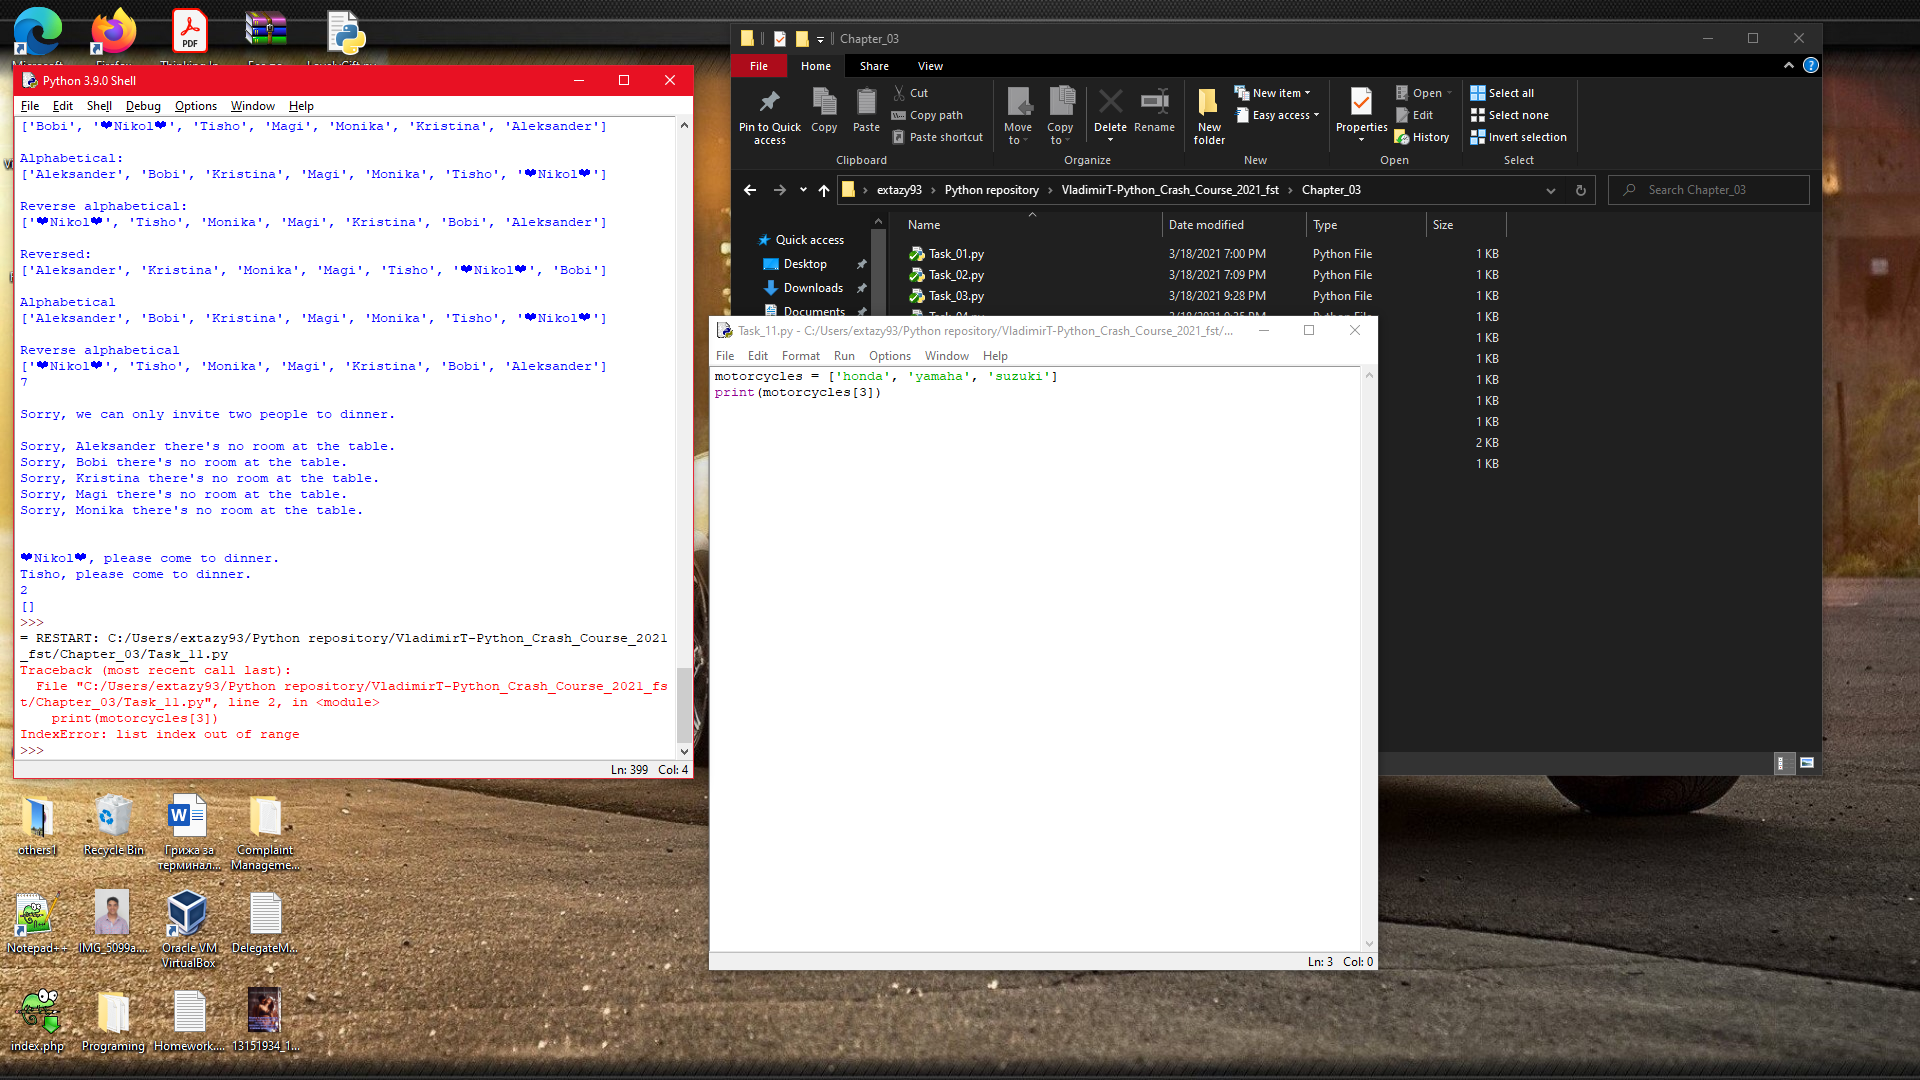 Python 3.9.0 Shell
File Edit Shell Debug Options Window Help
['Bobi', '❤Nikol❤', 'Tisho', 'Magi', 'Monika', 'Kristina', 'Aleksander']
Alphabetical:
['Aleksander', 'Bobi', 'Kristina', 'Magi', 'Monika', 'Tisho', '❤Nikol❤']
Reverse alphabetical:
['❤Nikol❤', 'Tisho', 'Monika', 'Magi', 'Kristina', 'Bobi', 'Aleksander']
Reversed:
['Aleksander', 'Kristina', 'Monika', 'Magi', 'Tisho', '❤Nikol❤', 'Bobi']
Alphabetical
['Aleksander', 'Bobi', 'Kristina', 'Magi', 'Monika', 'Tisho', '❤Nikol❤']
Reverse alphabetical
['❤Nikol❤', 'Tisho', 'Monika', 'Magi', 'Kristina', 'Bobi', 'Aleksander']
7
Sorry, we can only invite two people to dinner.
Sorry, Aleksander there's no room at the table.
Sorry, Bobi there's no room at the table.
Sorry, Kristina there's no room at the table.
Sorry, Magi there's no room at the table.
Sorry, Monika there's no room at the table.
❤Nikol❤, please come to dinner.
Tisho, please come to dinner.
2
[]
>>>
= RESTART: C:/Users/extazy93/Python repository/VladimirT-Python_Crash_Course_2021
_fst/Chapter_03/Task_11.py
Traceback (most recent call last):
File "C:/Users/extazy93/Python repository/VladimirT-Python_Crash_Course_2021_fs
t/Chapter_03/Task_11.py", line 2, in <module>
print(motorcycles[3])
IndexError: list index out of range
>>>
Ln: 399 Col: 4
Chapter_03
File Home Share View
Pin to Quick access
Copy
Paste
Cut
Copy path
Paste shortcut
Clipboard
Move to
Copy to
Delete
Rename
Organize
New folder
New item
Easy access
New
Properties
Open
Edit
History
Open
Select all
Select none
Invert selection
Select
extazy93 > Python repository > VladimirT-Python_Crash_Course_2021_fst > Chapter_03
Search Chapter_03
Quick access
Desktop
Downloads
Documents
Name Date modified Type Size
Task_01.py 3/18/2021 7:00 PM Python File 1 KB
Task_02.py 3/18/2021 7:09 PM Python File 1 KB
Task_03.py 3/18/2021 9:28 PM Python File 1 KB
1 KB
1 KB
1 KB
1 KB
1 KB
1 KB
2 KB
1 KB
Task_11.py - C:/Users/extazy93/Python repository/VladimirT-Python_Crash_Course_2021_fst/...
File Edit Format Run Options Window Help
motorcycles = ['honda', 'yamaha', 'suzuki']
print(motorcycles[3])
Ln: 3 Col: 0
others1
Recycle Bin
Грижа за терминал...
Complaint Manageme...
Notepad++
IMG_5099a....
Oracle VM VirtualBox
DelegateM...
index.php
Programing
Homework....
13151934_1...
PDF